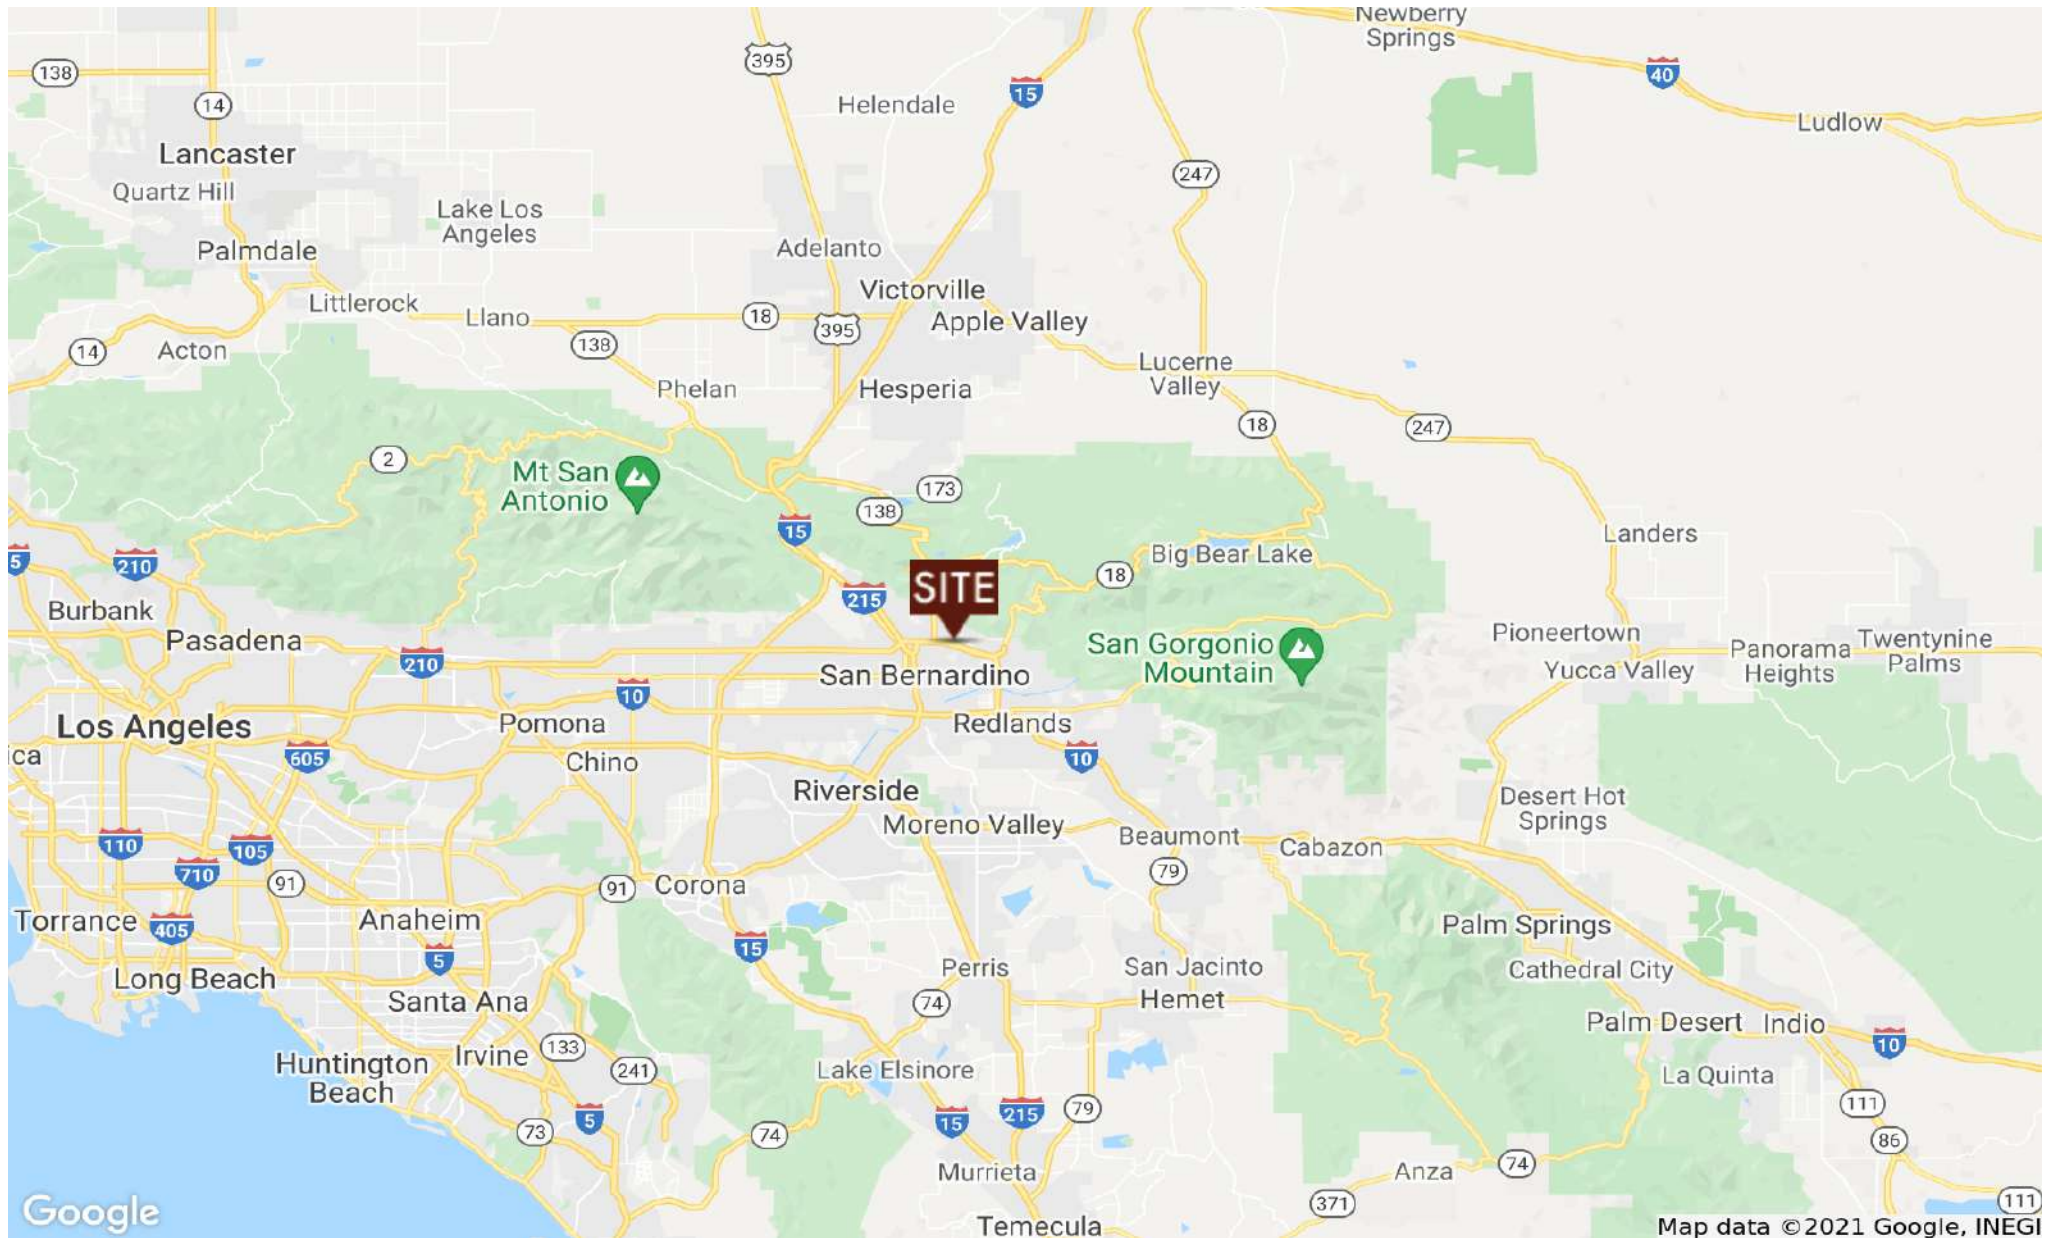 Newberry
Springs
138
395
40
15
14
Helendale
Ludlow
Lancaster
247
Quartz Hill
Lake Los
Angeles
Adelanto
Palmdale
Victorville
Littlerock
Llano
18
395
Apple Valley
138
14
Acton
Lucerne
Valley
Phelan
Hesperia
18
247
2
Mt San
Antonio
173
138
15
Landers
5
210
Big Bear Lake
18
SITE
215
Burbank
Pasadena
210
San Gorgonio
Mountain
Pioneertown
Yucca Valley
Panorama
Heights
Twentynine
Palms
San Bernardino
10
Los Angeles
Pomona
Redlands
ica
605
Chino
10
Riverside
Desert Hot
Springs
Moreno Valley
Beaumont
Cabazon
110
105
710
91
91
Corona
79
Torrance
405
Anaheim
5
15
Palm Springs
Long Beach
Perris
San Jacinto
Cathedral City
Santa Ana
74
Hemet
Palm Desert
Indio
10
Huntington
Beach
Irvine
133
241
Lake Elsinore
La Quinta
5
15
215
79
111
73
74
86
Murrieta
Anza
74
371
111
Google
Temecula
Map data ©2021 Google, INEGI